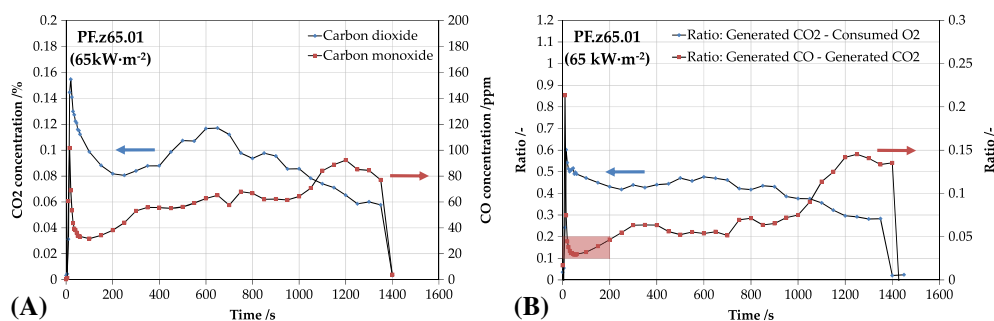 PF.z65.01
(65kW·m-2)
Carbon dioxide
Carbon monoxide
CO2 concentration /%
0.2
0.18
0.16
0.14
0.12
0.1
0.08
0.06
0.04
0.02
0
200
180
160
140
120
100
80
60
40
20
0
CO concentration /ppm
0 200 400 600 800 1000 1200 1400 1600
Time /s
(A)
PF.z65.01
(65 kW·m-2)
Ratio: Generated CO2 - Consumed O2
Ratio: Generated CO - Generated CO2
Ratio /-
1.2
1.1
1
0.9
0.8
0.7
0.6
0.5
0.4
0.3
0.2
0.1
0
0.3
0.25
0.2
0.15
0.1
0.05
0
Ratio /-
0 200 400 600 800 1000 1200 1400 1600
Time /s
(B)